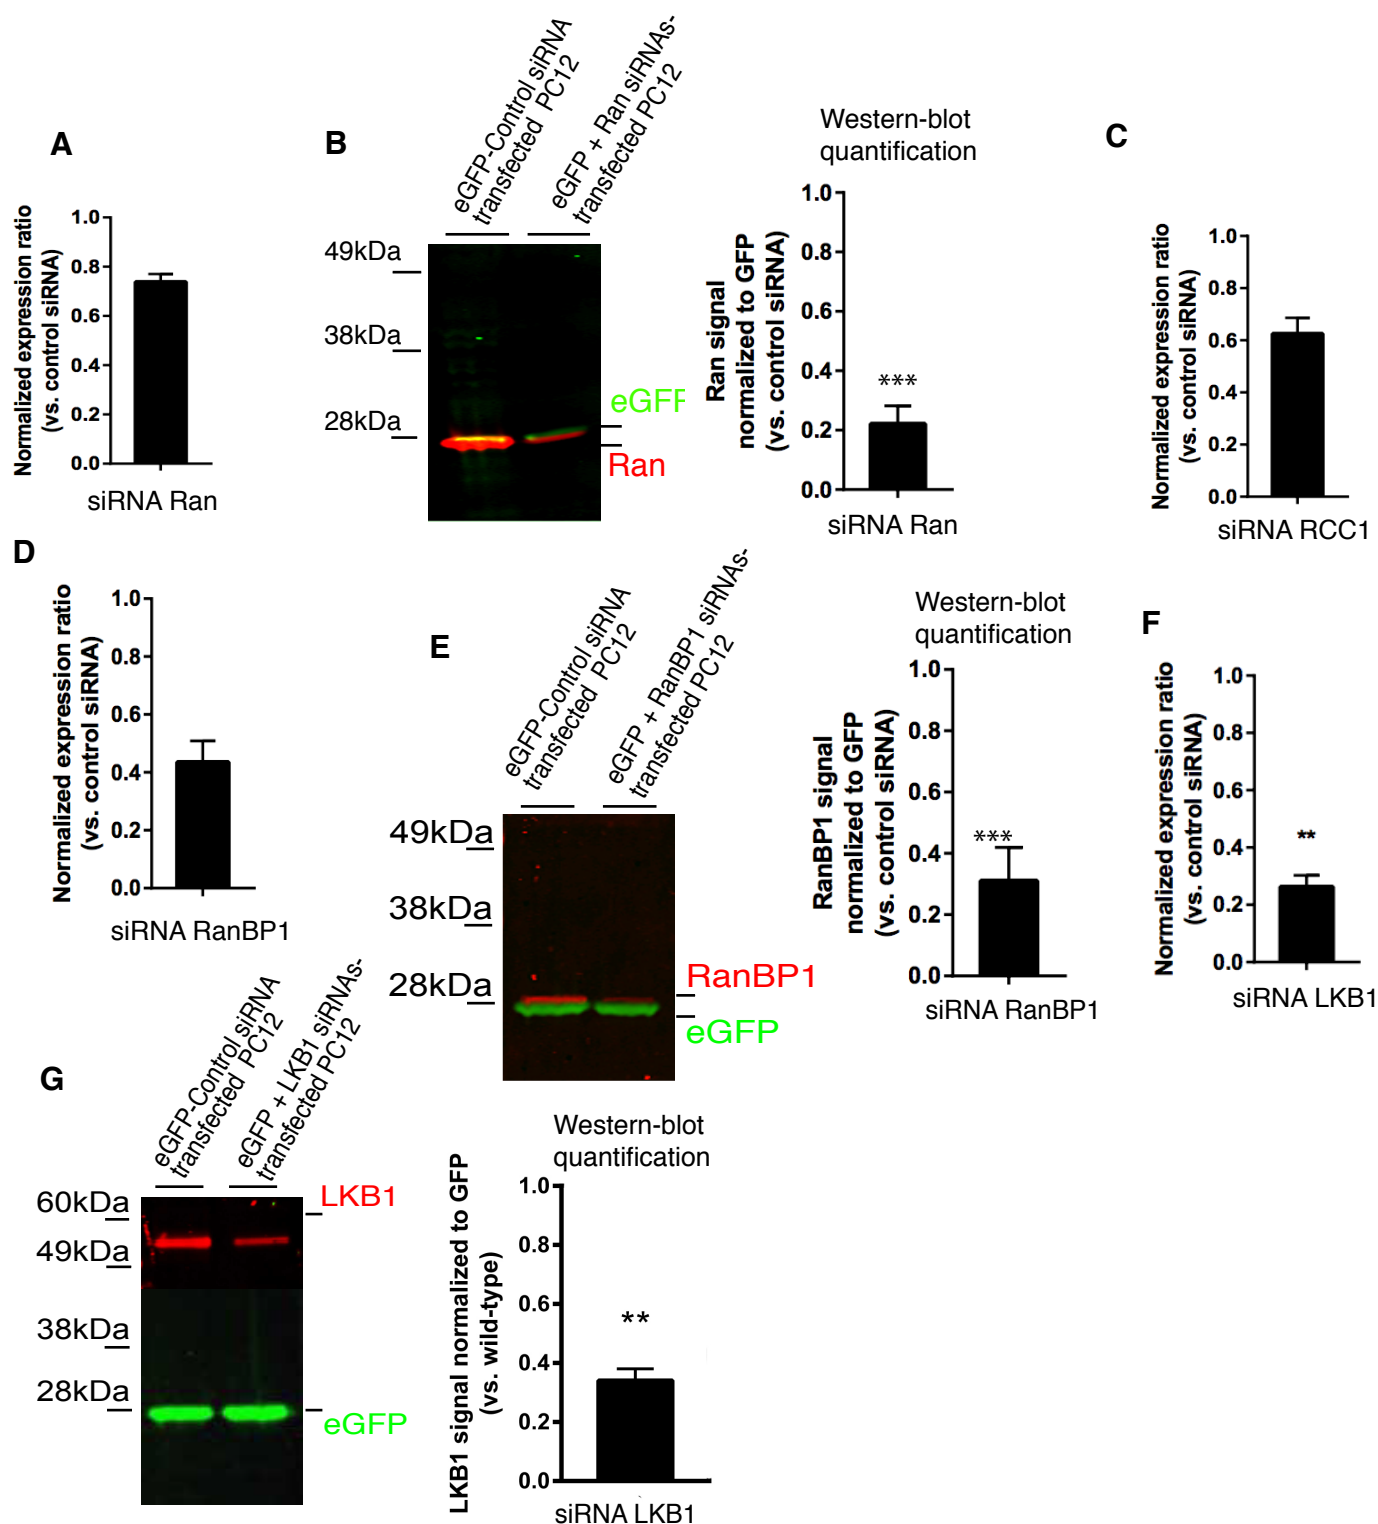 A
Normalized expression ratio
(vs. control siRNA)
1.0
0.8
0.6
0.4
0.2
0.0
siRNA Ran
B
eGFP-Control siRNA
transfected PC12
eGFP + Ran siRNAs-
transfected PC12
49kDa
38kDa
28kDa
eGFP
Ran
Western-blot
quantification
Ran signal
normalized to GFP
(vs. control siRNA)
1.0
0.8
0.6
0.4
0.2
0.0
***
siRNA Ran
C
Normalized expression ratio
(vs. control siRNA)
1.0
0.8
0.6
0.4
0.2
0.0
siRNA RCC1
D
Normalized expression ratio
(vs. control siRNA)
1.0
0.8
0.6
0.4
0.2
0.0
siRNA RanBP1
E
eGFP-Control siRNA
transfected PC12
eGFP + RanBP1 siRNAs-
transfected PC12
49kDa
38kDa
28kDa
RanBP1
eGFP
Western-blot
quantification
RanBP1 signal
normalized to GFP
(vs. control siRNA)
1.0
0.8
0.6
0.4
0.2
0.0
***
siRNA RanBP1
F
Normalized expression ratio
(vs. control siRNA)
1.0
0.8
0.6
0.4
0.2
0.0
**
siRNA LKB1
G
eGFP-Control siRNA
transfected PC12
eGFP + LKB1 siRNAs-
transfected PC12
60kDa
49kDa
38kDa
28kDa
LKB1
eGFP
Western-blot
quantification
LKB1 signal normalized to GFP
(vs. wild-type)
1.0
0.8
0.6
0.4
0.2
0.0
**
siRNA LKB1